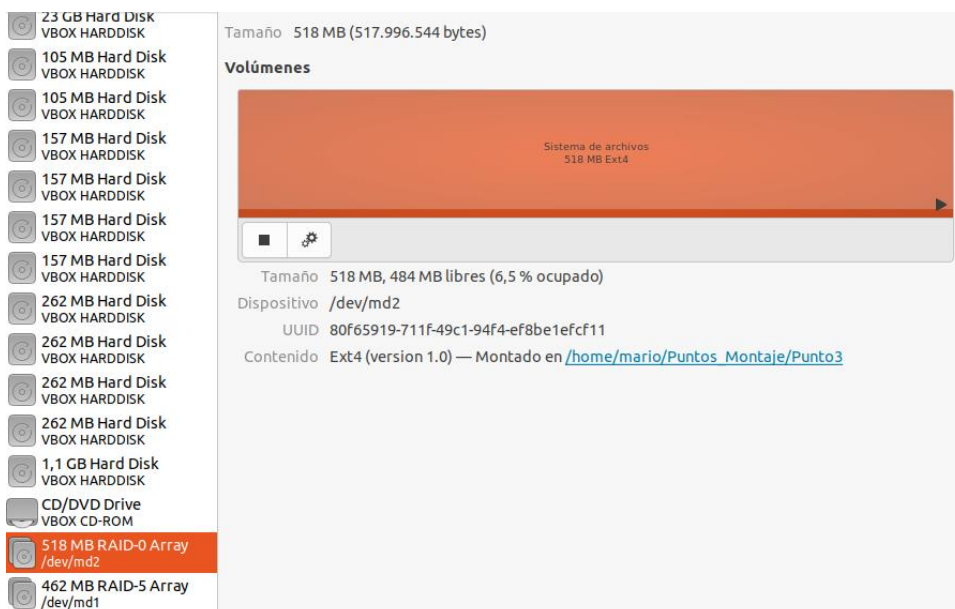 23 GB Hard Disk
VBOX HARDDISK
105 MB Hard Disk
VBOX HARDDISK
105 MB Hard Disk
VBOX HARDDISK
157 MB Hard Disk
VBOX HARDDISK
157 MB Hard Disk
VBOX HARDDISK
157 MB Hard Disk
VBOX HARDDISK
157 MB Hard Disk
VBOX HARDDISK
262 MB Hard Disk
VBOX HARDDISK
262 MB Hard Disk
VBOX HARDDISK
262 MB Hard Disk
VBOX HARDDISK
262 MB Hard Disk
VBOX HARDDISK
1,1 GB Hard Disk
VBOX HARDDISK
CD/DVD Drive
VBOX CD-ROM
518 MB RAID-0 Array
/dev/md2
462 MB RAID-5 Array
/dev/md1
Tamaño 518 MB (517.996.544 bytes)
Volúmenes
Sistema de archivos
518 MB Ext4
Tamaño 518 MB, 484 MB libres (6,5 % ocupado)
Dispositivo /dev/md2
UUID 80f65919-711f-49c1-94f4-ef8be1efcf11
Contenido Ext4 (version 1.0) — Montado en /home/mario/Puntos_Montaje/Punto3